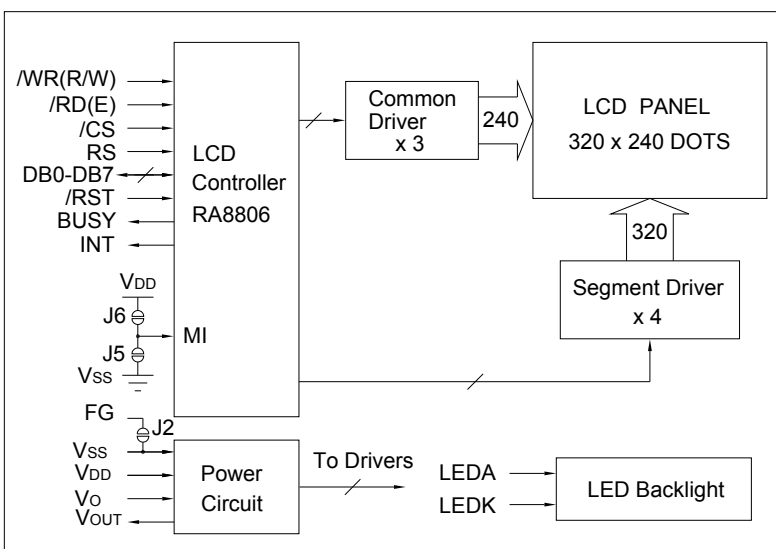 /WR(R/W)
/RD(E)
/CS
RS
DB0-DB7
/RST
BUSY
INT
VDD
J6
MI
J5
VSS
LCD
Controller
RA8806
Common
Driver
x 3
240
LCD PANEL
320 x 240 DOTS
320
Segment Driver
x 4
FG
J2
VSS
VDD
VO
VOUT
Power
Circuit
To Drivers
LEDA
LEDK
LED Backlight